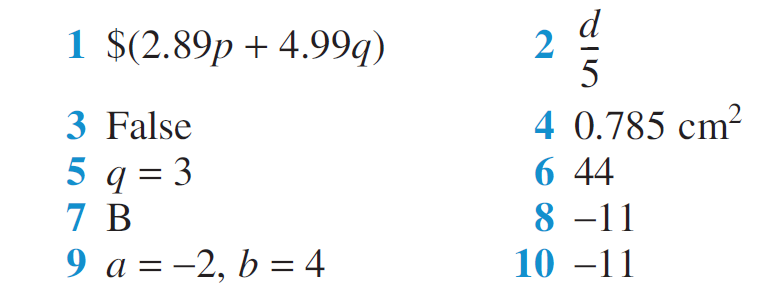 1 $(2.89p + 4.99q) 2 d/5
3 False 4 0.785 cm²
5 q = 3 6 44
7 B 8 –11
9 a = –2, b = 4 10 –11